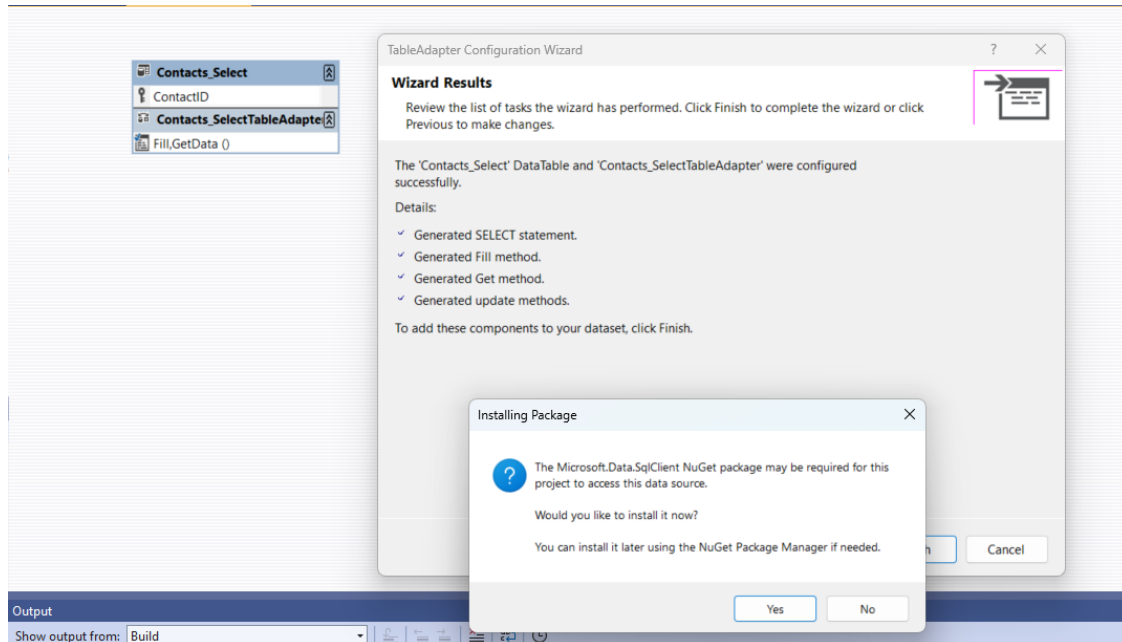 Contacts_Select
ContactID
Contacts_SelectTableAdapte
Fill,GetData ()
TableAdapter Configuration Wizard
?
Wizard Results
Review the list of tasks the wizard has performed. Click Finish to complete the wizard or click
Previous to make changes.
The 'Contacts_Select' DataTable and 'Contacts_SelectTableAdapter' were configured
successfully.
Details:
Generated SELECT statement.
Generated Fill method.
Generated Get method.
Generated update methods.
To add these components to your dataset, click Finish.
Installing Package
?
The Microsoft.Data.SqlClient NuGet package may be required for this
project to access this data source.
Would you like to install it now?
You can install it later using the NuGet Package Manager if needed.
h
Cancel
Yes
No
Output
Show output from: Build